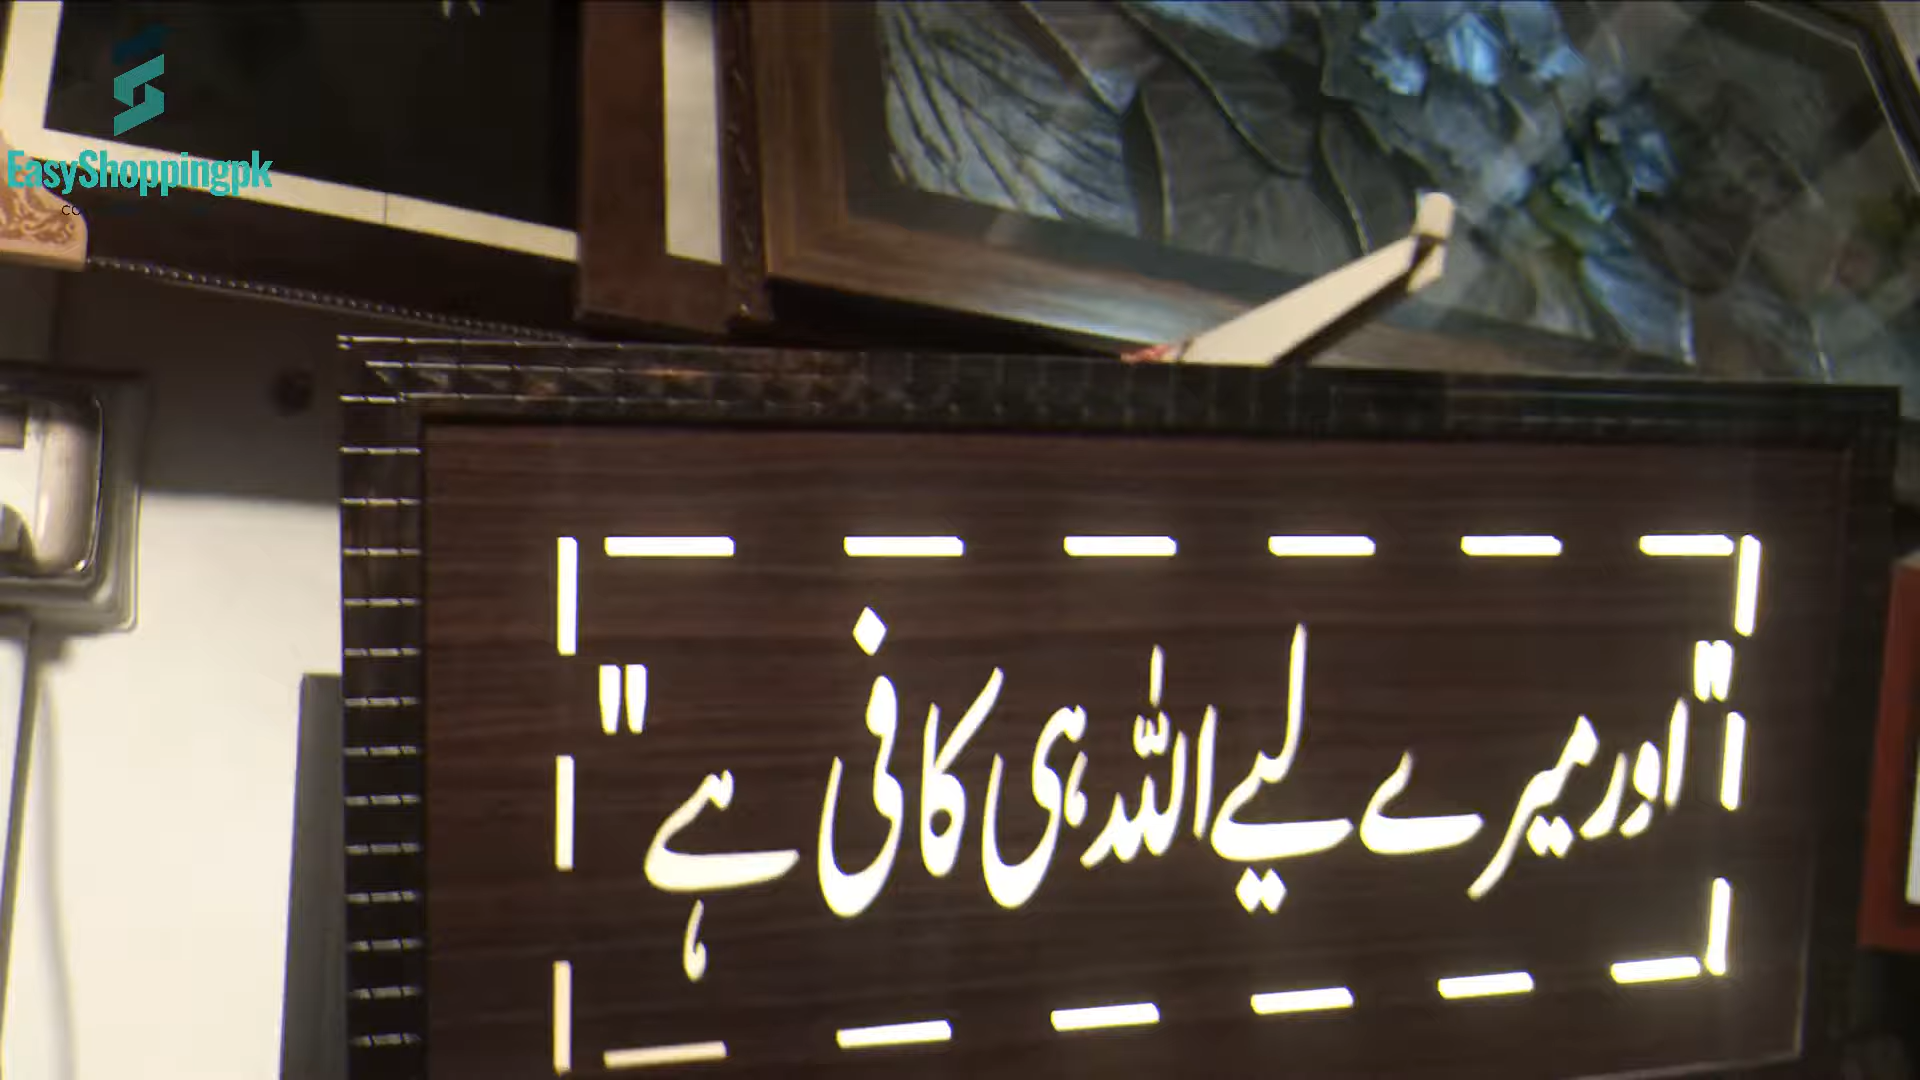 EasyShoppingpk
"اور میرے لیے اللہ ہی کافی ہے"